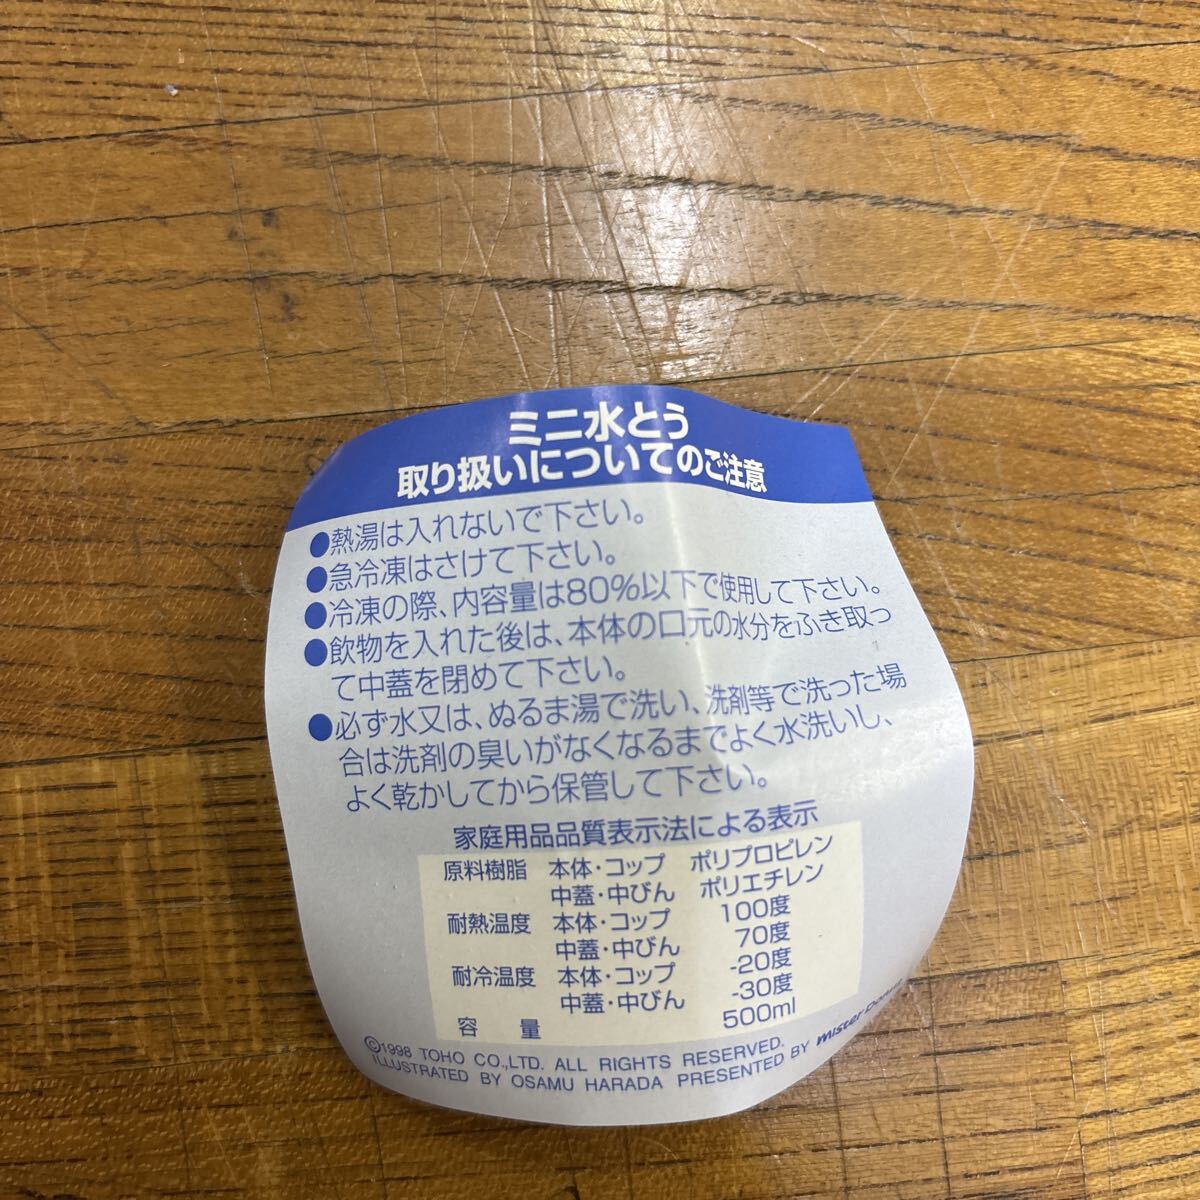 ミニ水とう
取り扱いについてのご注意
●熱湯は入れないで下さい。
●急冷凍はさけて下さい。
●冷凍の際、内容量は80%以下で使用して下さい。
●飲物を入れた後は、本体の口元の水分をふき取っ
て中蓋を閉めて下さい。
●必ず水又は、ぬるま湯で洗い、洗剤等で洗った場
合は洗剤の臭いがなくなるまでよく水洗いし、
よく乾かしてから保管して下さい。
家庭用品品質表示法による表示
原料樹脂 本体・コップ ポリプロピレン
中蓋・中びん ポリエチレン
耐熱温度 本体・コップ 100度
中蓋・中びん 70度
耐冷温度 本体・コップ -20度
中蓋・中びん -30度
容 量 500ml
©1998 TOHO CO.,LTD. ALL RIGHTS RESERVED.
ILLUSTRATED BY OSAMU HARADA PRESENTED BY mister